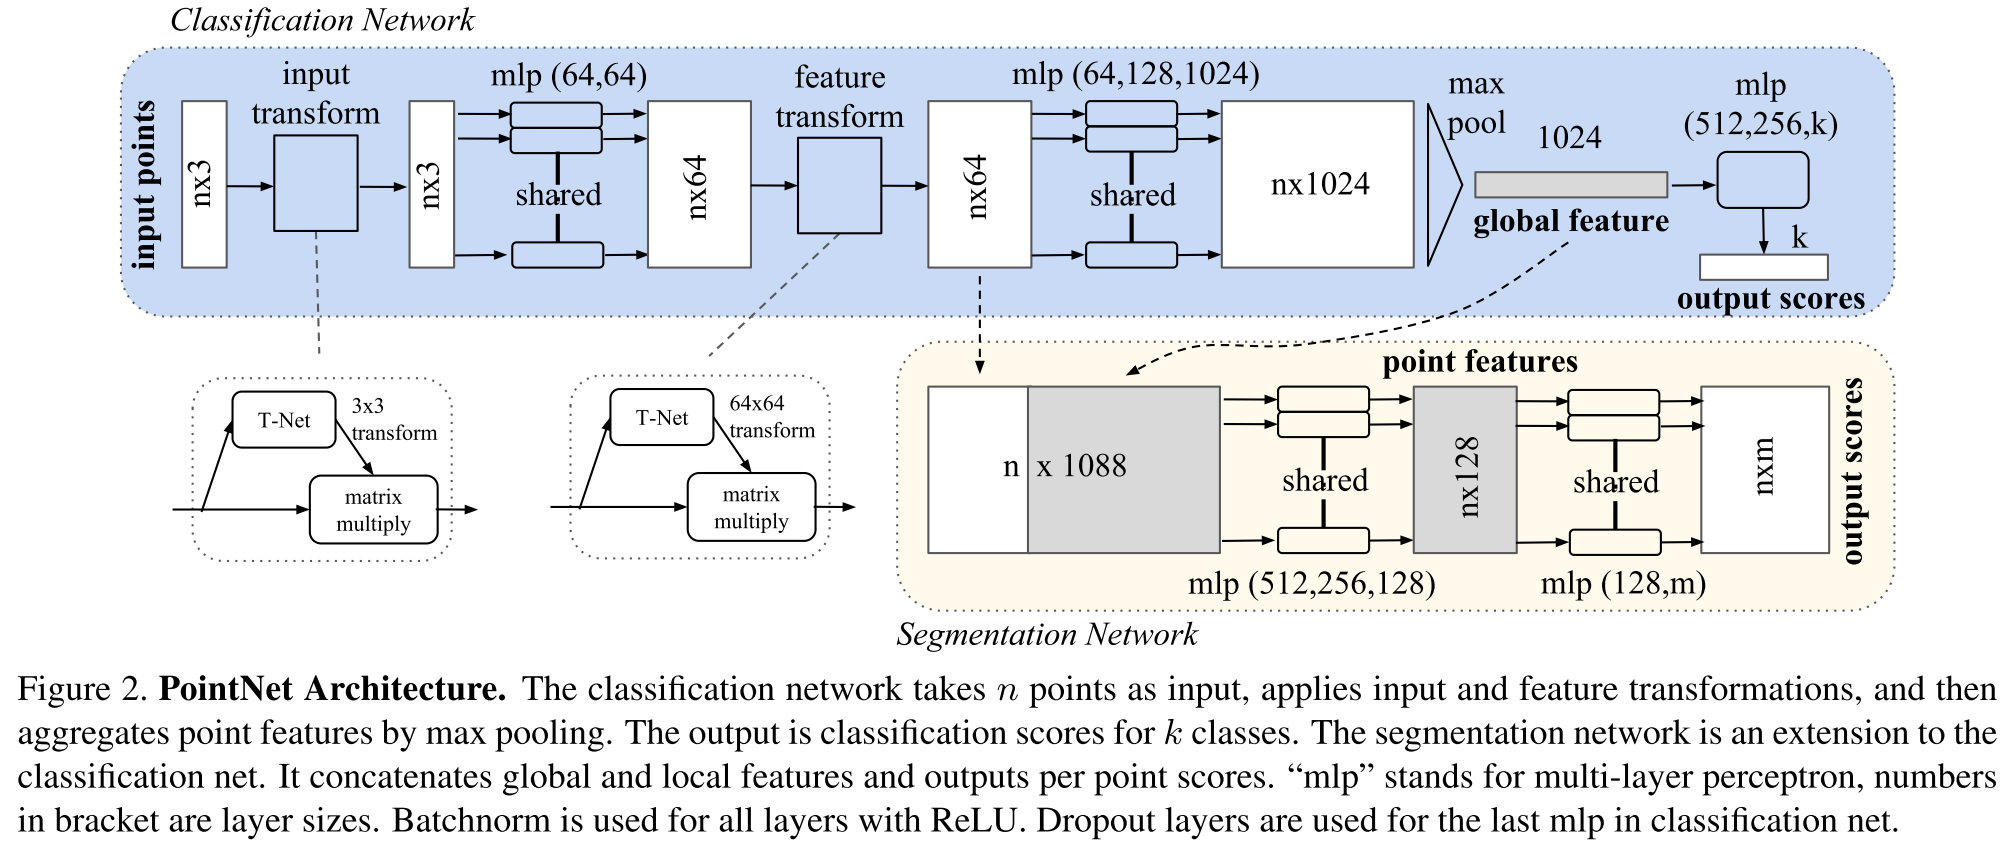 Classification Network
input points
nx3
input
transform
nx3
mlp (64,64)
shared
nx64
feature
transform
nx64
mlp (64,128,1024)
shared
nx1024
max
pool
1024
global feature
mlp
(512,256,k)
k
output scores
T-Net
3x3
transform
matrix
multiply
T-Net
64x64
transform
matrix
multiply
point features
n x 1088
shared
mlp (512,256,128)
nx128
shared
mlp (128,m)
nxm
output scores
Segmentation Network
Figure 2. PointNet Architecture. The classification network takes n points as input, applies input and feature transformations, and then
aggregates point features by max pooling. The output is classification scores for k classes. The segmentation network is an extension to the
classification net. It concatenates global and local features and outputs per point scores. “mlp” stands for multi-layer perceptron, numbers
in bracket are layer sizes. Batchnorm is used for all layers with ReLU. Dropout layers are used for the last mlp in classification net.